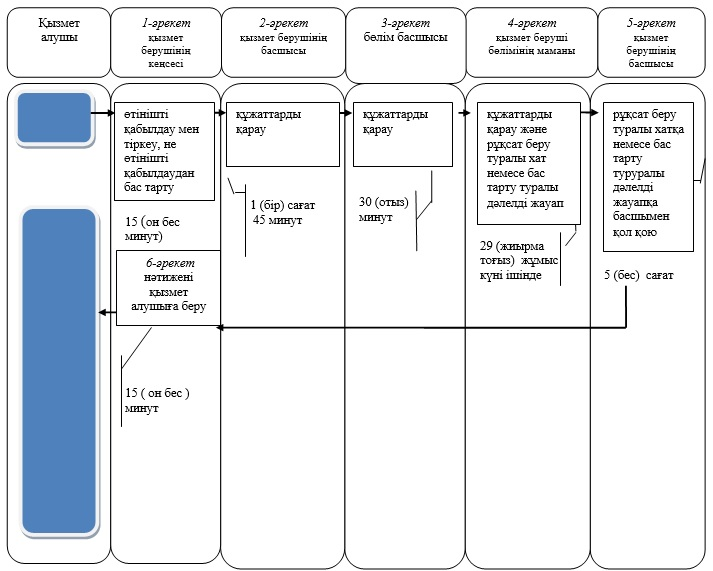 Қызмет
алушы
1-әрекет
қызмет
берушінің
кеңсесі
2-әрекет
қызмет берушінің
басшысы
3-әрекет
бөлім басшысы
4-әрекет
қызмет беруші
бөлімінің маманы
5-әрекет
қызмет
берушінің
басшысы
өтінішті
қабылдау мен
тіркеу, не
өтінішті
қабылдаудан
бас тарту
15 (он бес
минут)
құжаттарды
қарау
1 (бір) сағат
45 минут
құжаттарды
қарау
30 (отыз)
минут
құжаттарды
қарау және
рұқсат беру
туралы хат
немесе бас
тарту туралы
дәлелді жауап
29 (жиырма
тоғыз) жұмыс
күні ішінде
рұқсат беру
туралы хатқа
немесе бас
тарту
туруралы
дәлелді
жауапқа
басшымен
қол қою
5 (бес) сағат
6-әрекет
нәтижені
қызмет
алушыға беру
15 ( он бес )
минут